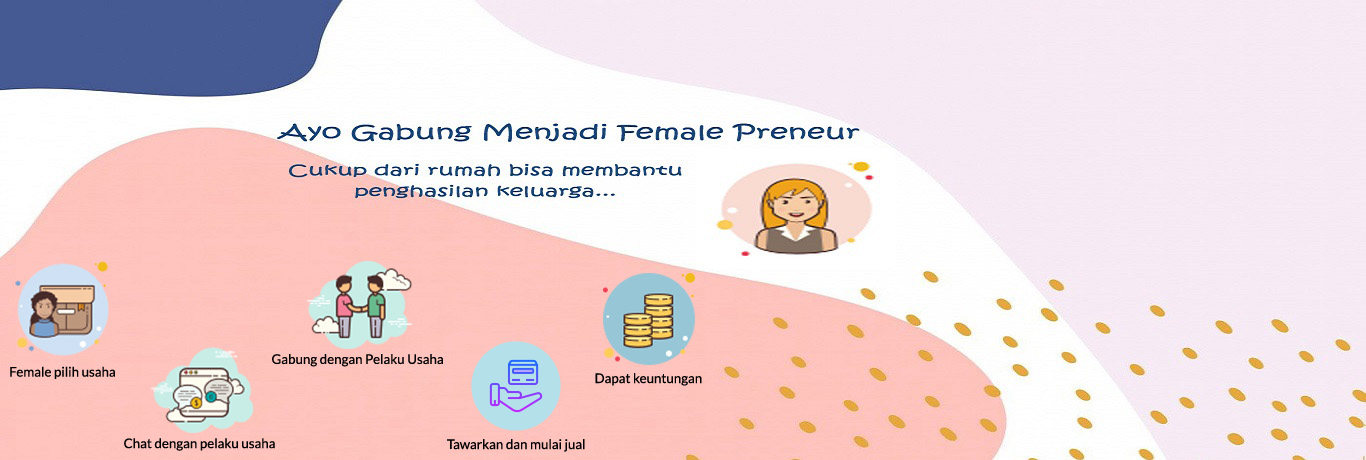 Ayo Gabung Menjadi Female Preneur
Cukup dari rumah bisa membantu
penghasilan keluarga...
Female pilih usaha
Chat dengan pelaku usaha
Gabung dengan Pelaku Usaha
Tawarkan dan mulai jual
Dapat keuntungan